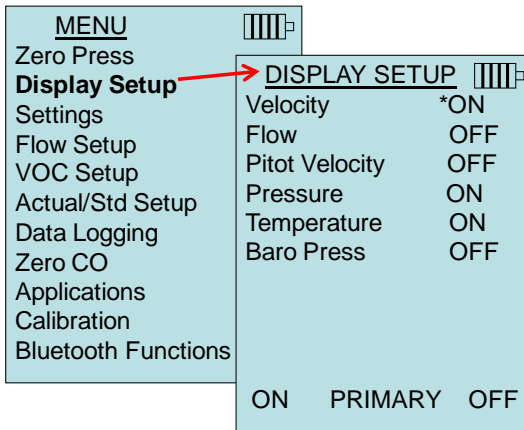 MENU
Zero Press
Display Setup
Settings
Flow Setup
VOC Setup
Actual/Std Setup
Data Logging
Zero CO
Applications
Calibration
Bluetooth Functions
DISPLAY SETUP
Velocity *ON
Flow OFF
Pitot Velocity OFF
Pressure ON
Temperature ON
Baro Press OFF
ON PRIMARY OFF